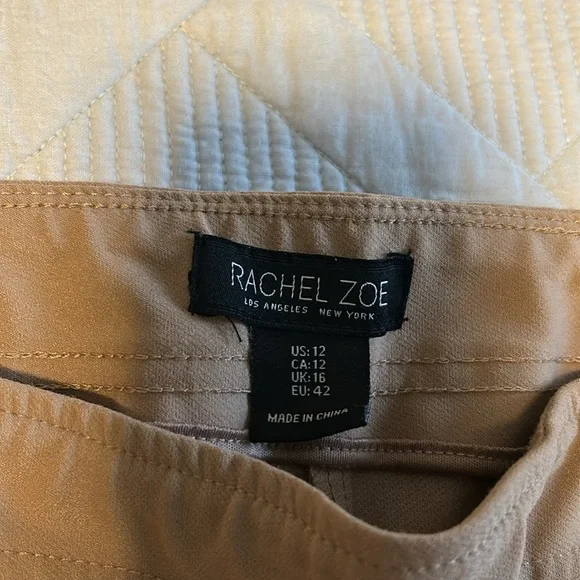 RACHEL ZOE
LOS ANGELES NEW YORK
US: 12
CA: 12
UK: 16
EU: 42
MADE IN CHINA